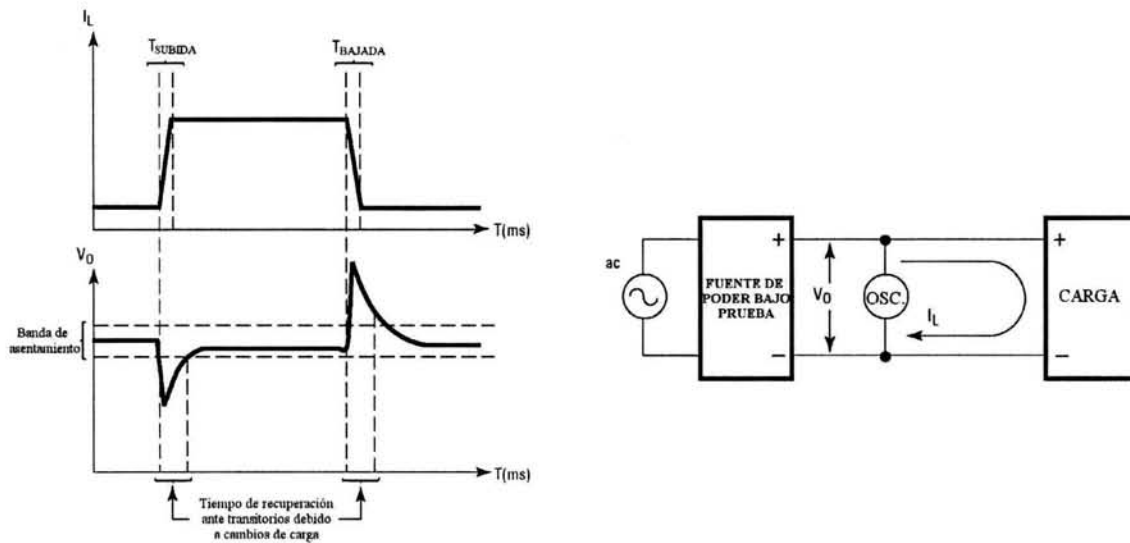 I_L
T_SUBIDA
T_BAJADA
T(ms)
V_O
Banda de
asentamiento
T(ms)
Tiempo de recuperación
ante transitorios debido
a cambios de carga
ac
FUENTE DE
PODER BAJO
PRUEBA
+
−
V_O
OSC.
I_L
+
CARGA
−